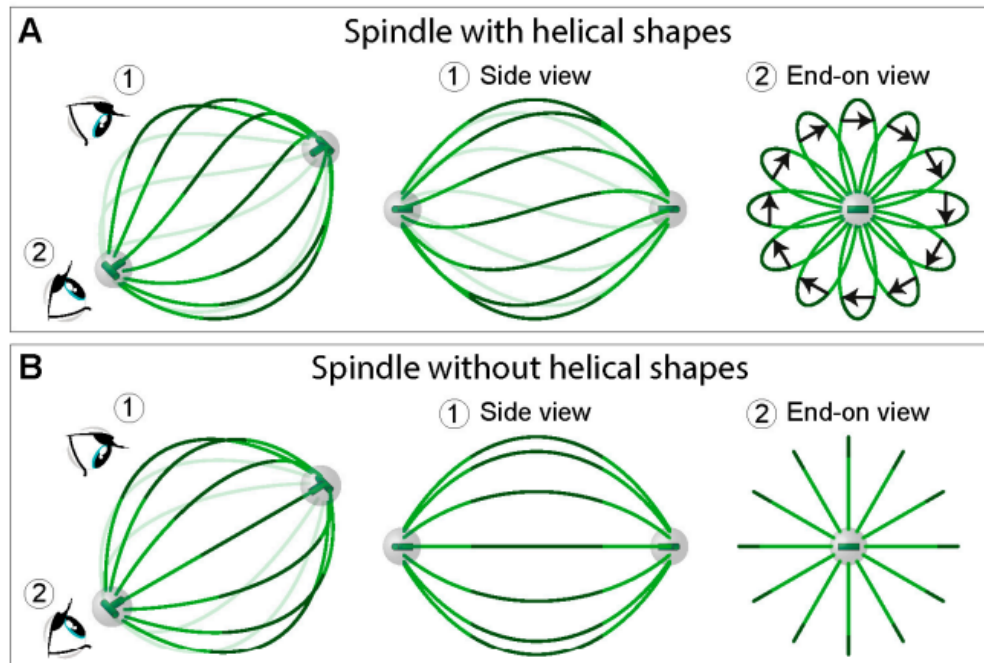 A
Spindle with helical shapes
1
1 Side view
2 End-on view
2
B
Spindle without helical shapes
1
1 Side view
2 End-on view
2